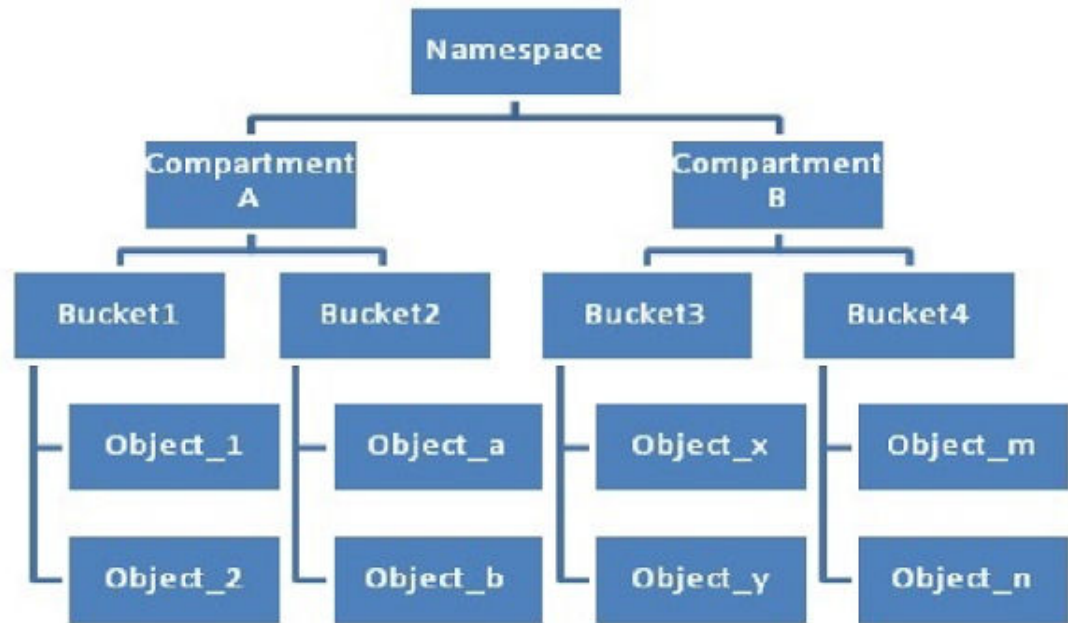 Namespace
Compartment
A
Compartment
B
Bucket1
Bucket2
Bucket3
Bucket4
Object_1
Object_a
Object_x
Object_m
Object_2
Object_b
Object_y
Object_n